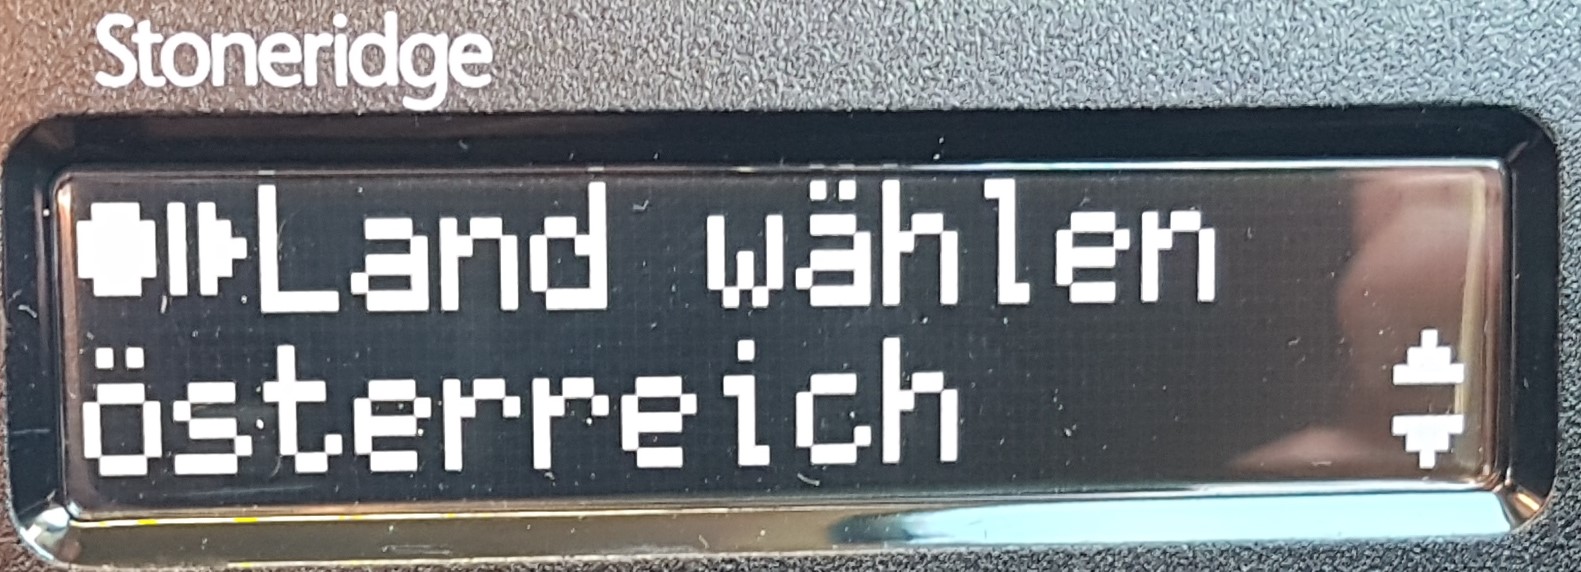 Stoneridge
Land wählen
österreich